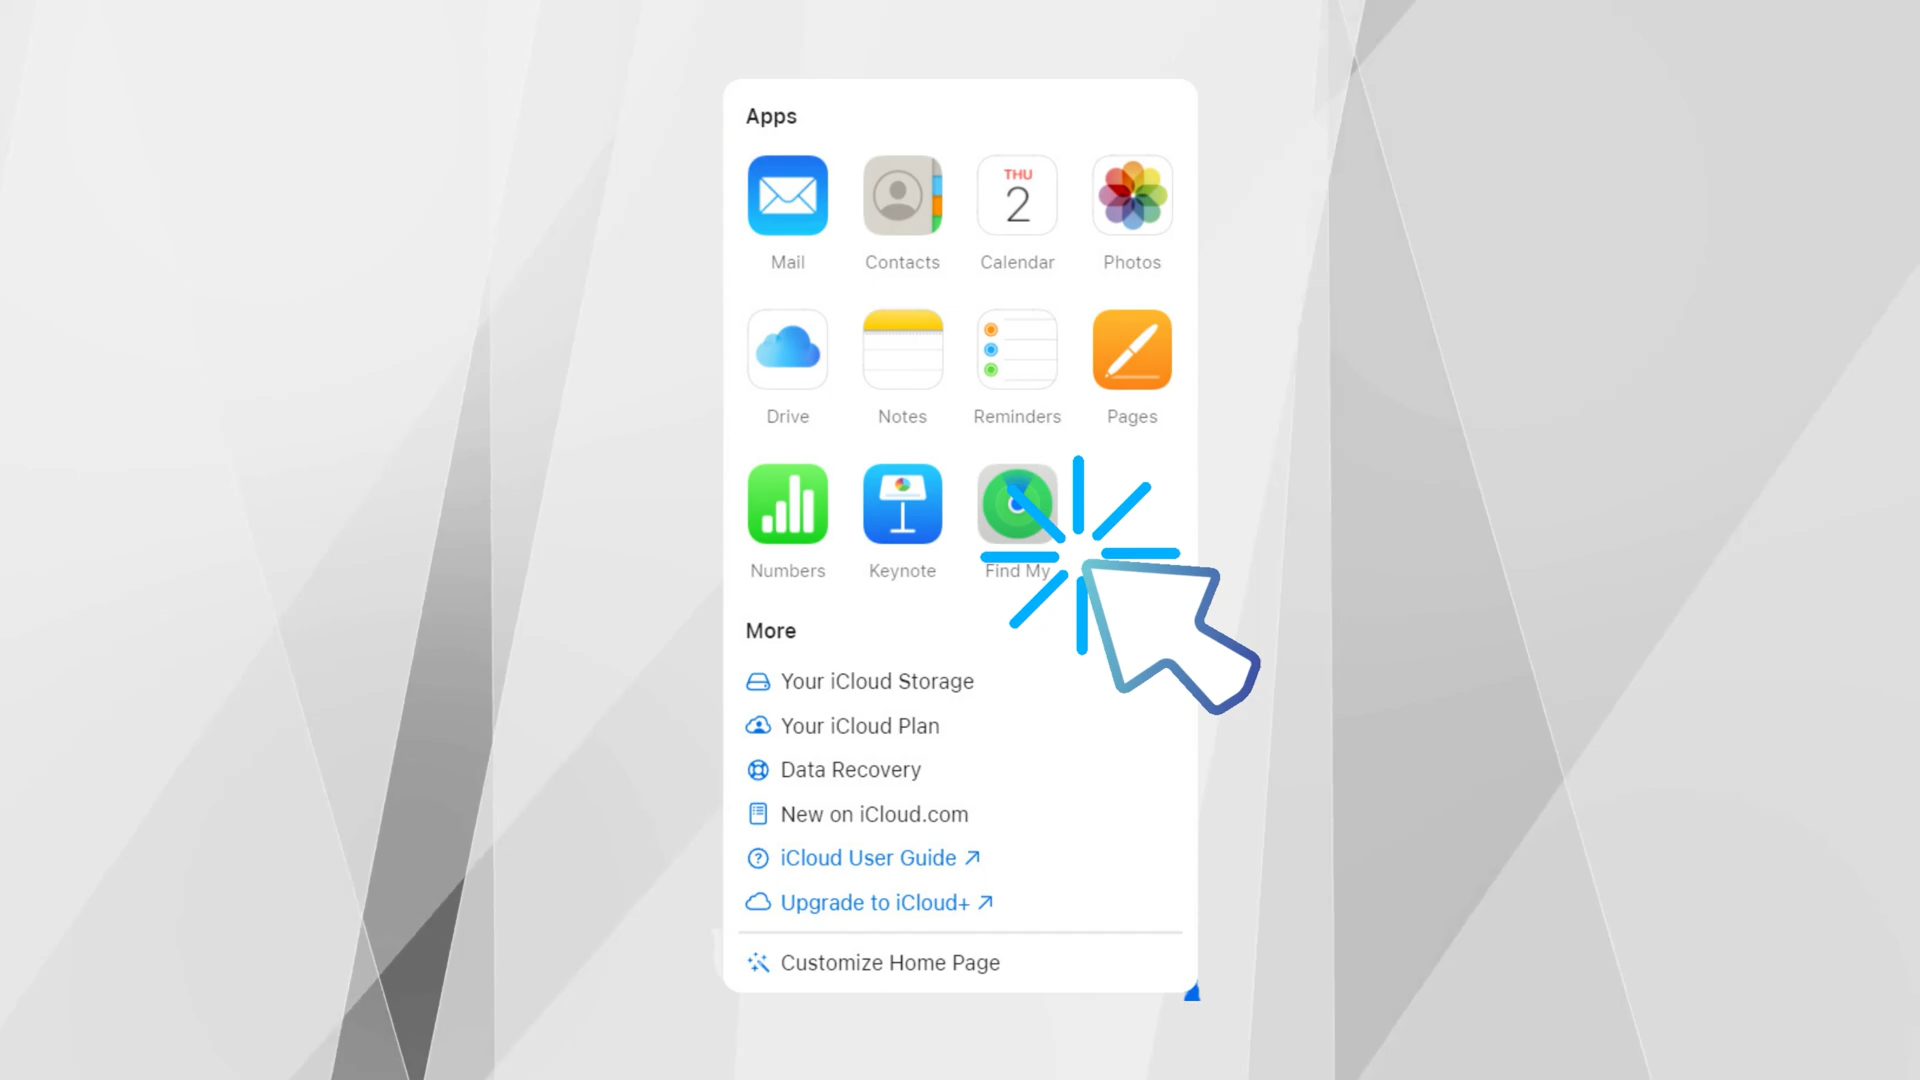 Apps
THU
2
Mail
Contacts
Calendar
Photos
Drive
Notes
Reminders
Pages
Numbers
Keynote
Find My
More
Your iCloud Storage
Your iCloud Plan
Data Recovery
New on iCloud.com
iCloud User Guide
Upgrade to iCloud+
Customize Home Page